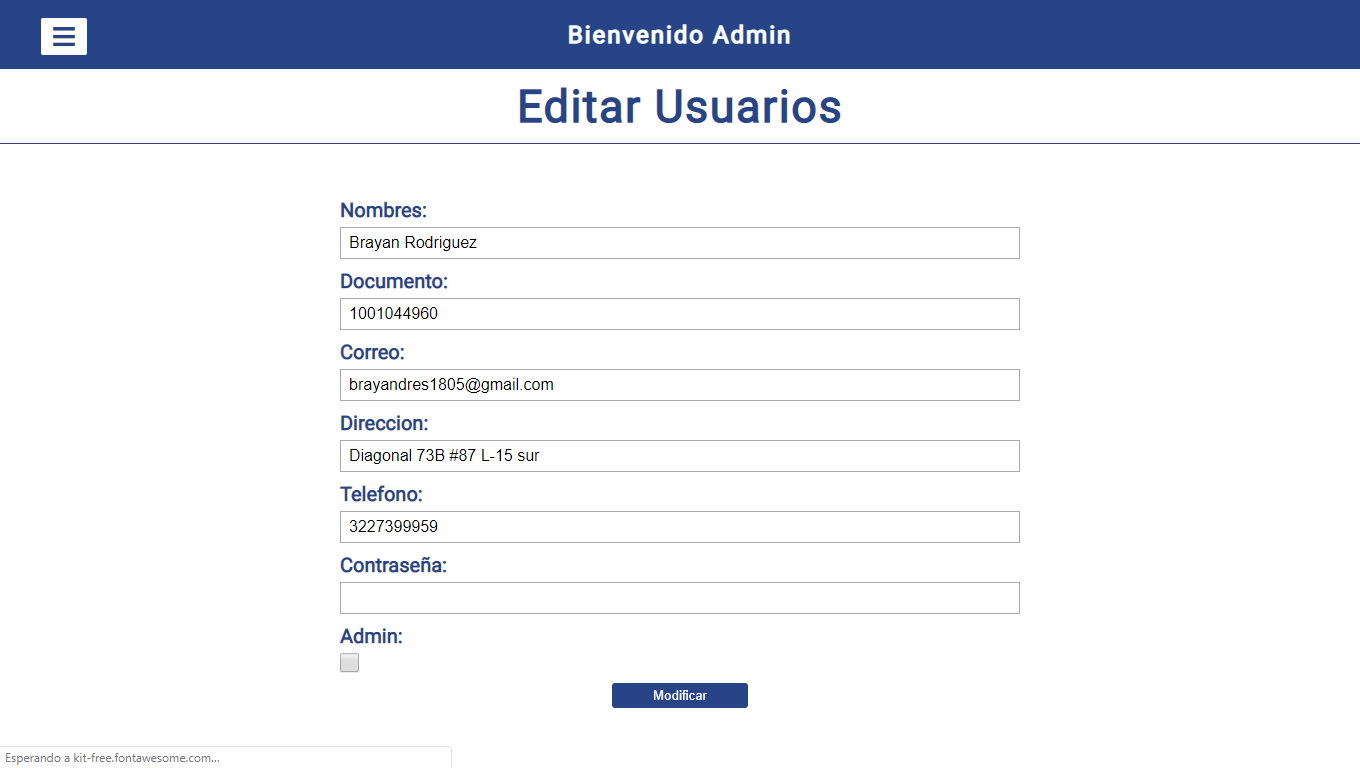 Bienvenido Admin
Editar Usuarios
Nombres:
Brayan Rodriguez
Documento:
1001044960
Correo:
brayandres1805@gmail.com
Direccion:
Diagonal 73B #87 L-15 sur
Telefono:
3227399959
Contraseña:
Admin:
Modificar
Esperando a kit-free.fontawesome.com...